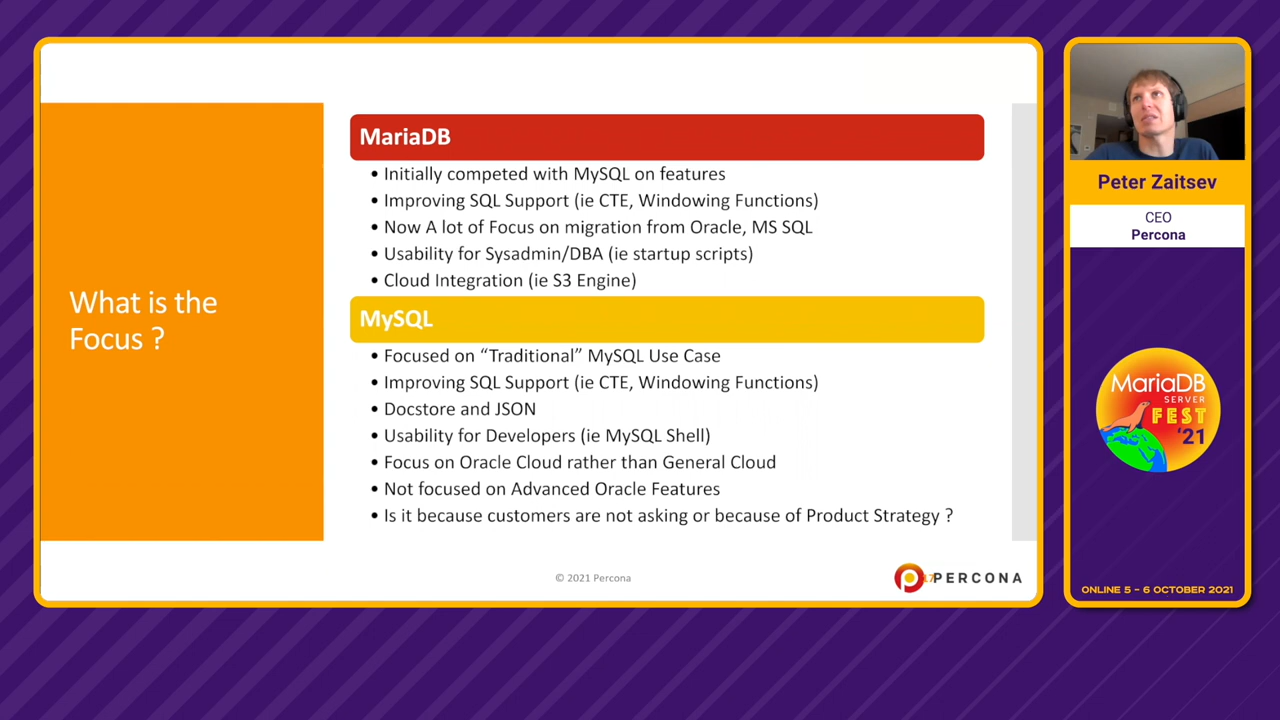 What is the
Focus ?
MariaDB
• Initially competed with MySQL on features
• Improving SQL Support (ie CTE, Windowing Functions)
• Now A lot of Focus on migration from Oracle, MS SQL
• Usability for Sysadmin/DBA (ie startup scripts)
• Cloud Integration (ie S3 Engine)
MySQL
• Focused on “Traditional” MySQL Use Case
• Improving SQL Support (ie CTE, Windowing Functions)
• Docstore and JSON
• Usability for Developers (ie MySQL Shell)
• Focus on Oracle Cloud rather than General Cloud
• Not focused on Advanced Oracle Features
• Is it because customers are not asking or because of Product Strategy ?
© 2021 Percona
17
PERCONA
Peter Zaitsev
CEO
Percona
MariaDB
SERVER
FEST
'21
ONLINE 5 - 6 OCTOBER 2021